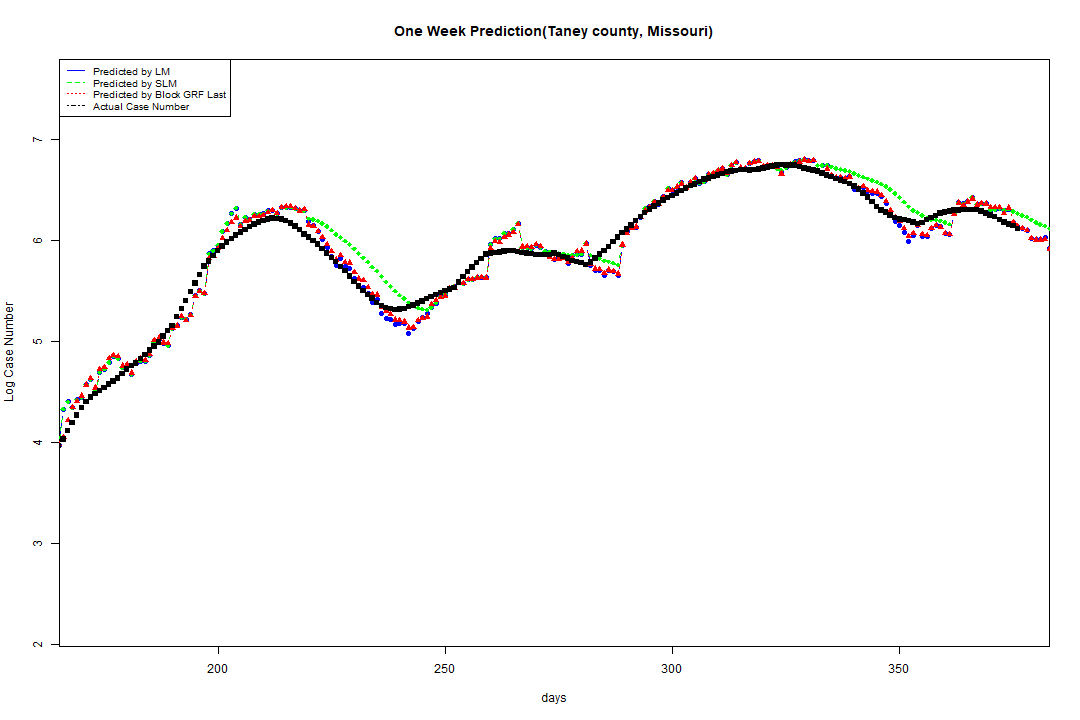 One Week Prediction(Taney county, Missouri)
Predicted by LM
Predicted by SLM
Predicted by Block GRF Last
Actual Case Number
7
6
5
4
3
2
Log Case Number
200
250
300
350
days